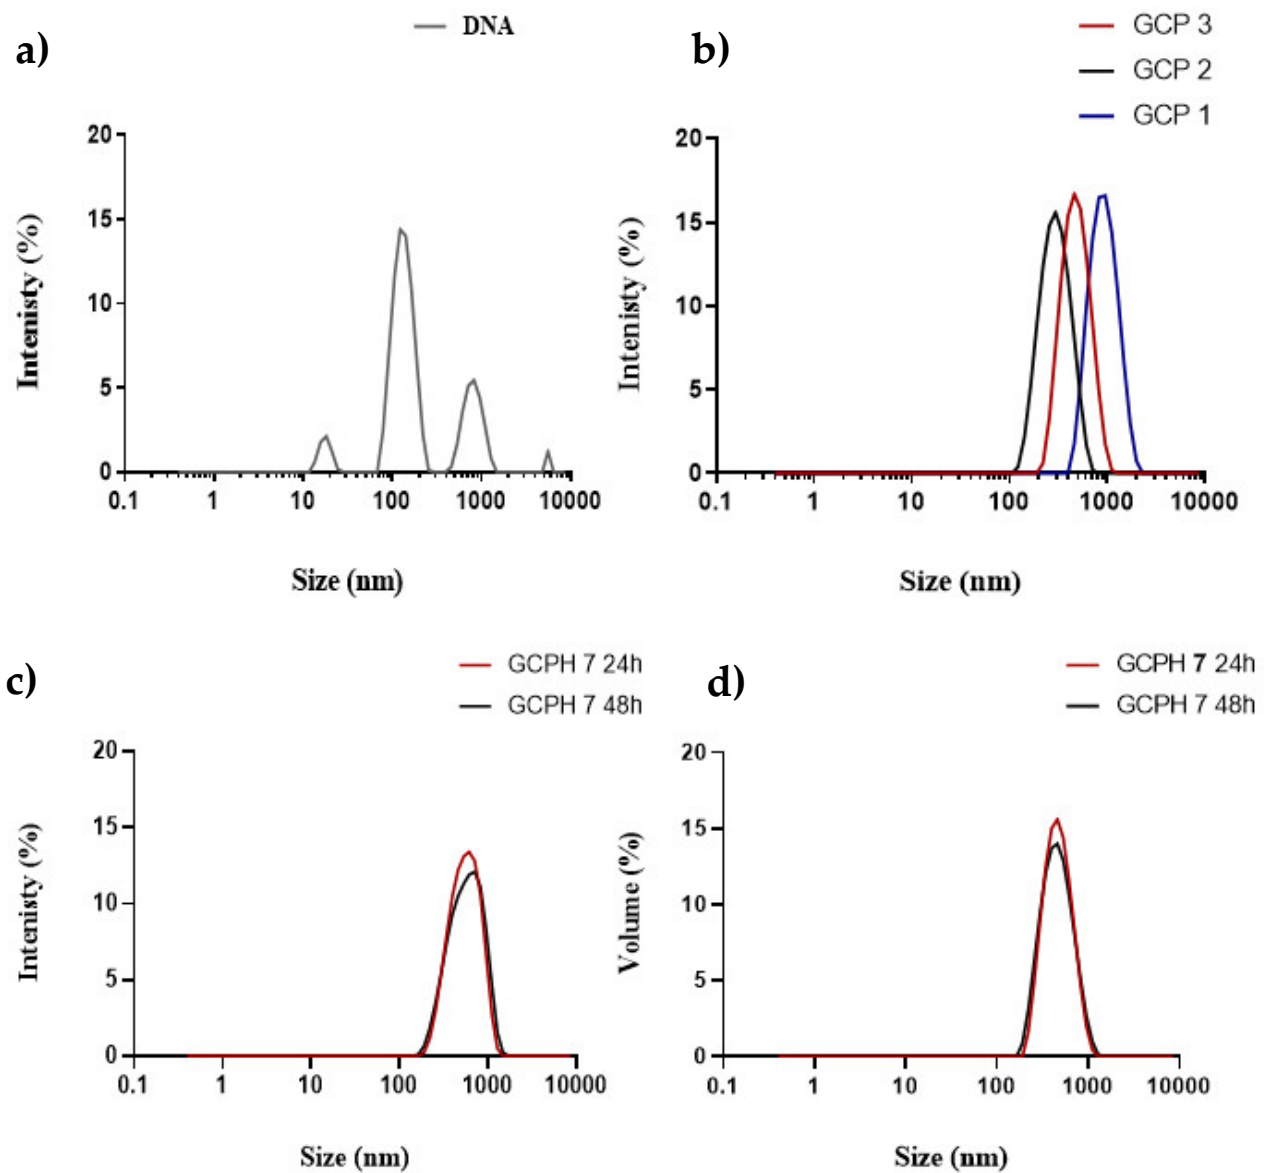 a)
DNA
20
15
10
5
0
0.1 1 10 100 1000 10000
Intenisty (%)
Size (nm)
b)
GCP 3
GCP 2
GCP 1
20
15
10
5
0
0.1 1 10 100 1000 10000
Intenisty (%)
Size (nm)
c)
GCPH 7 24h
GCPH 7 48h
20
15
10
5
0
0.1 1 10 100 1000 10000
Intenisty (%)
Size (nm)
d)
GCPH 7 24h
GCPH 7 48h
20
15
10
5
0
0.1 1 10 100 1000 10000
Volume (%)
Size (nm)